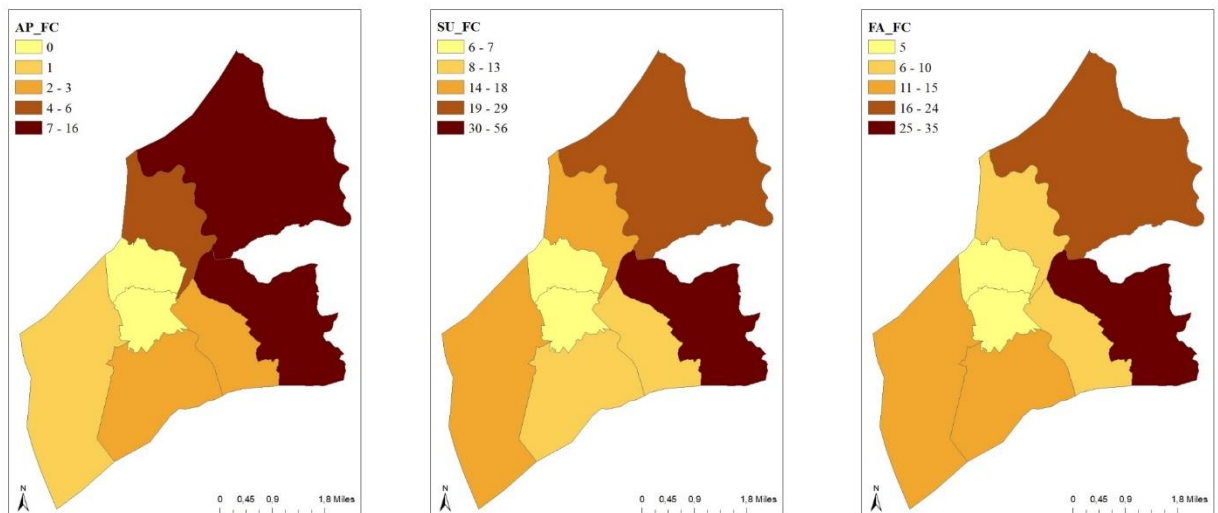 AP_FC
0
1
2 - 3
4 - 6
7 - 16
N
0 0,45 0,9 1,8 Miles
SU_FC
6 - 7
8 - 13
14 - 18
19 - 29
30 - 56
N
0 0,45 0,9 1,8 Miles
FA_FC
5
6 - 10
11 - 15
16 - 24
25 - 35
N
0 0,45 0,9 1,8 Miles